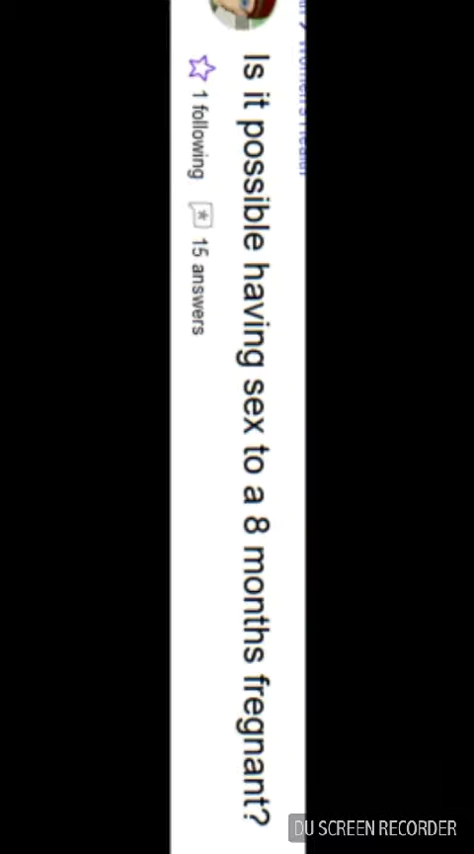 Is it possible having sex to a 8 months fregnant?
1 following 15 answers
DU SCREEN RECORDER